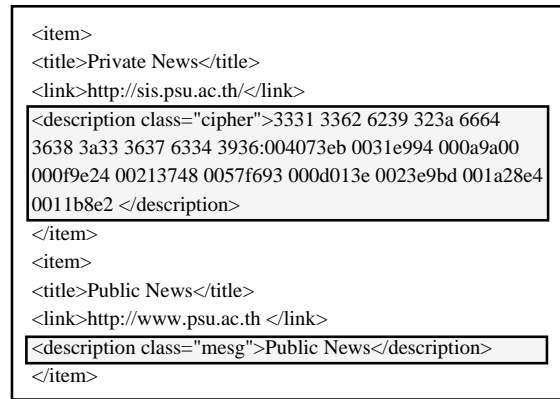 <item>
<title>Private News</title>
<link>http://sis.psu.ac.th/</link>
<description class="cipher">3331 3362 6239 323a 6664
3638 3a33 3637 6334 3936:004073eb 0031e994 000a9a00
000f9e24 00213748 0057f693 000d013e 0023e9bd 001a28e4
0011b8e2 </description>
</item>
<item>
<title>Public News</title>
<link>http://www.psu.ac.th </link>
<description class="mesg">Public News</description>
</item>